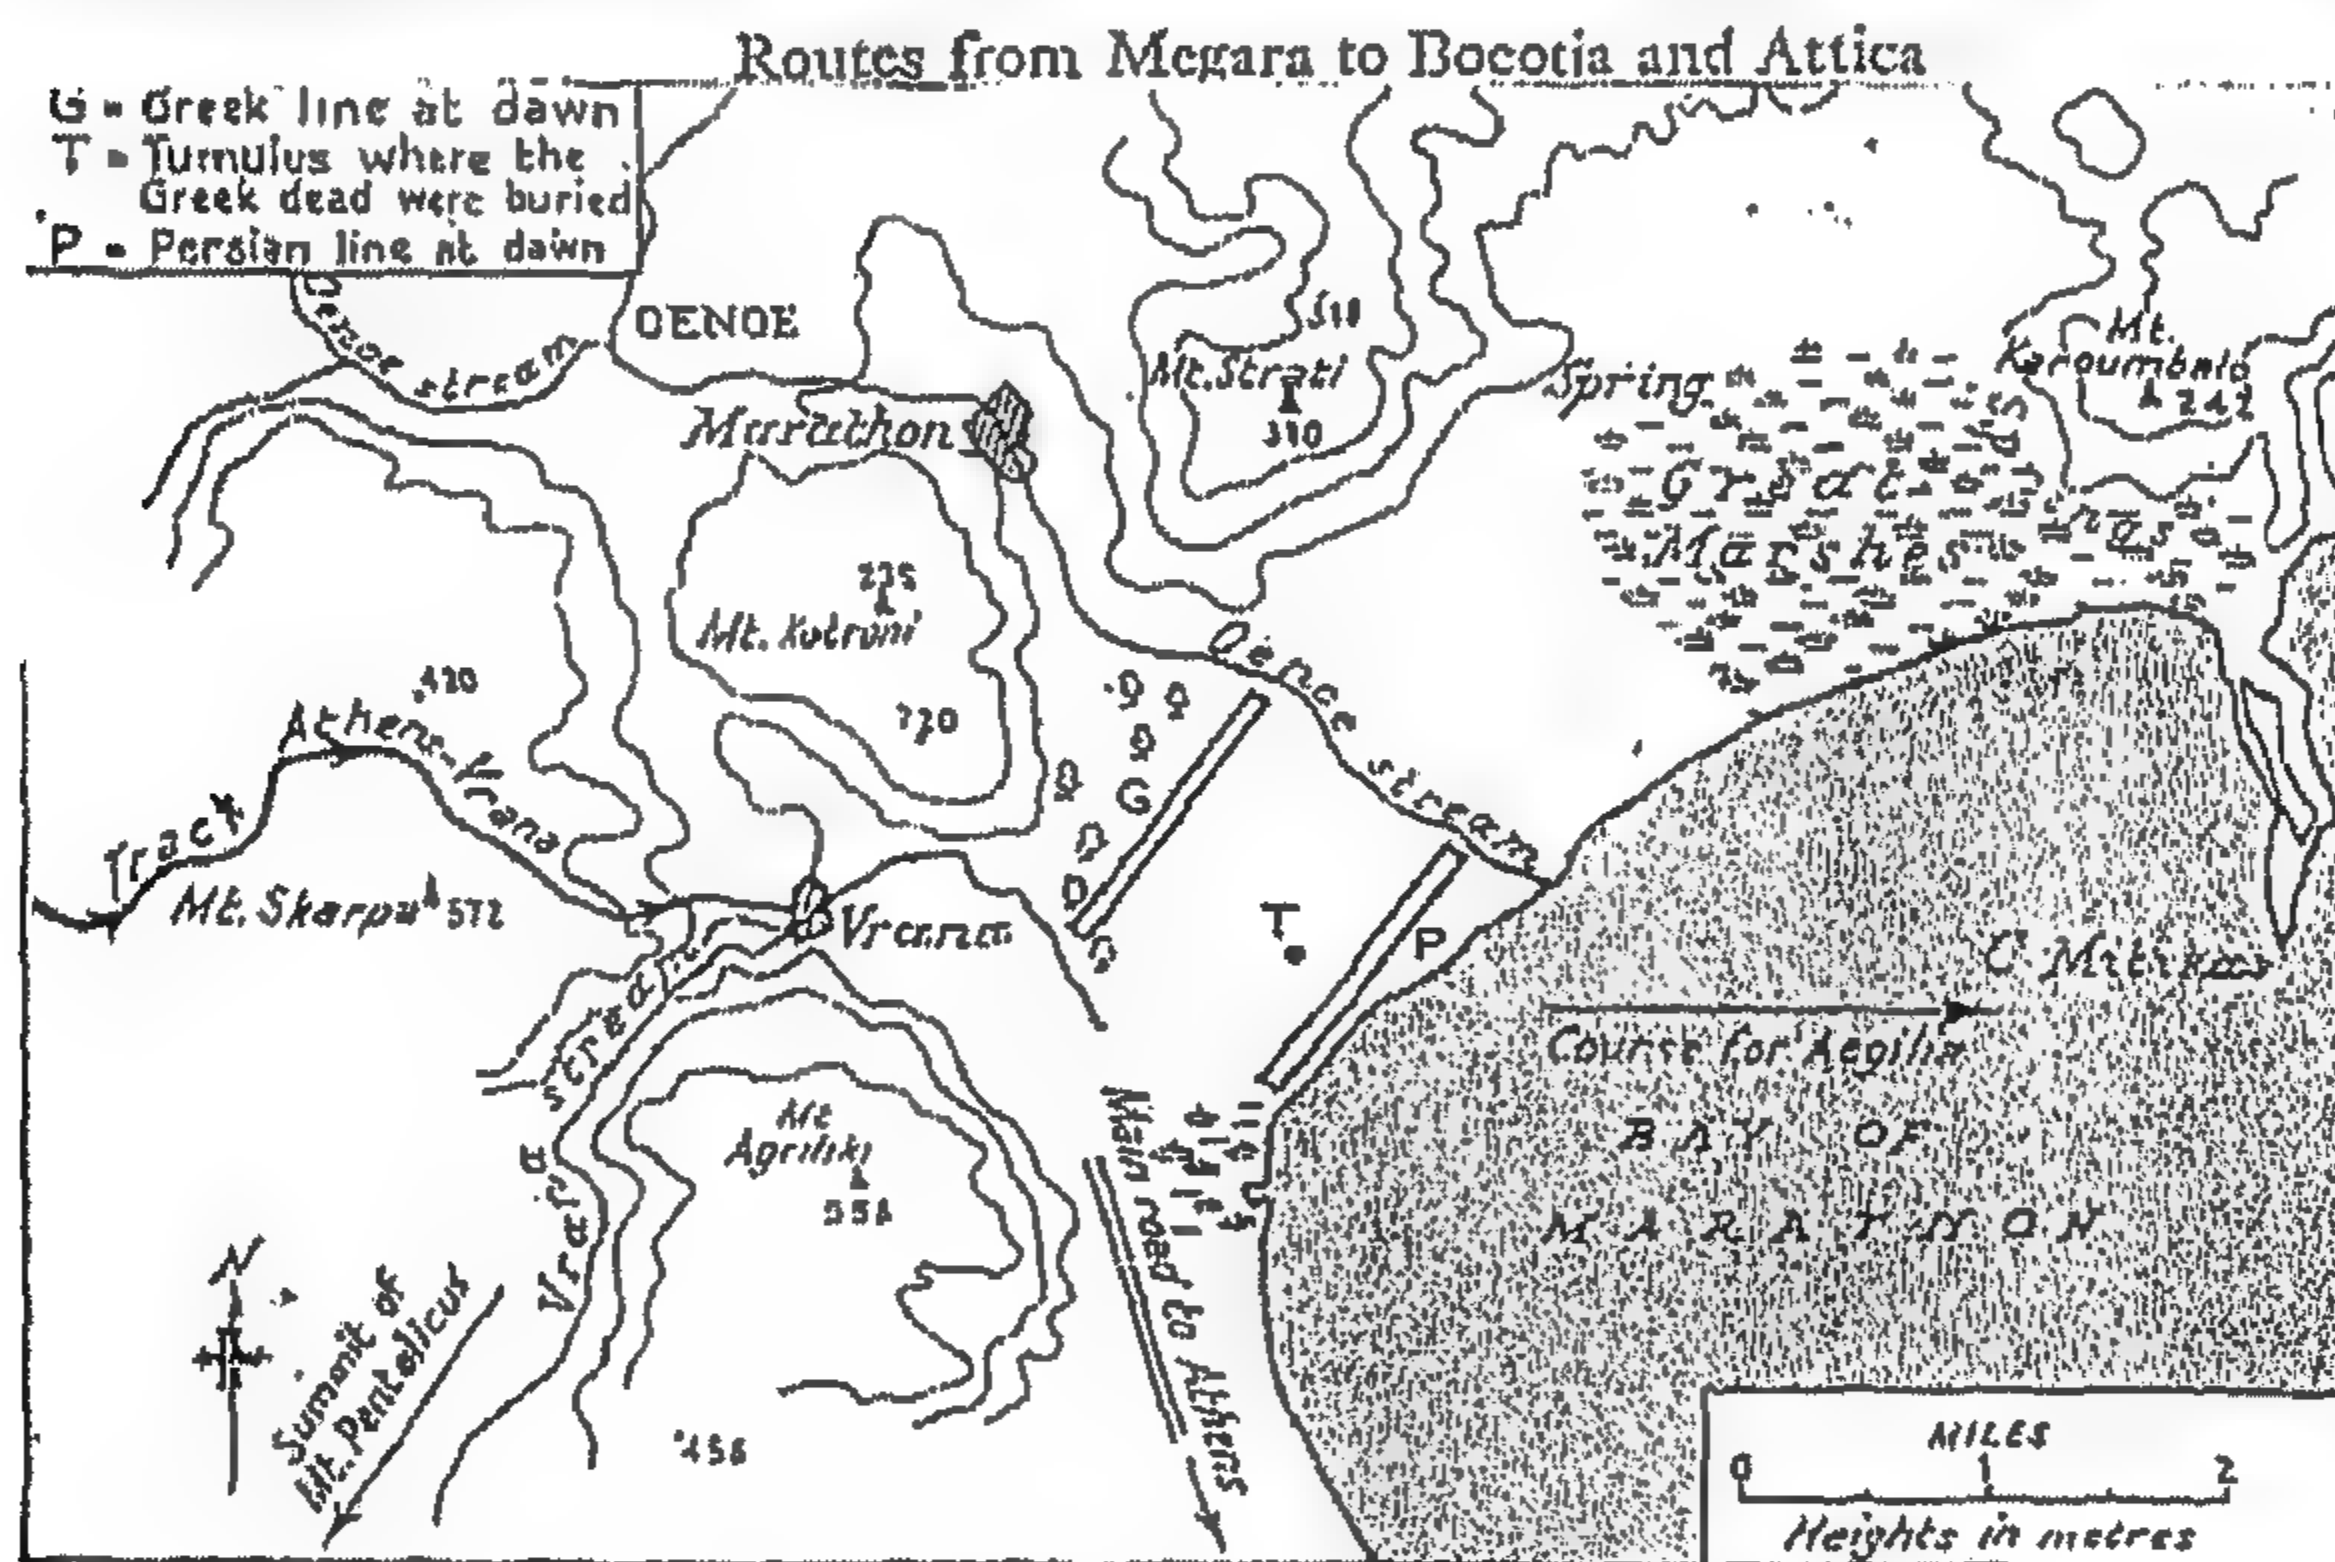 Routes from Megara to Boeotia and Attica
G = Greek line at dawn
T = Tumulus where the
Greek dead were buried
P = Persian line at dawn
Oenoe stream
OENOE
Marathon
Mt. Strati
310
Spring
Great
Marshes
Mt.
Karoumbalo
242
235
Mt. Kotroni
Oenoe stream
G
Track
Athens-Vrana
Mt. Skarpa 572
Vrana
T
P
C
Course for Aegilia
BAY OF
MARATHON
Mt
Agriliki
Vrana stream
N
Summit of
Mt. Pentelicus
456
Main road to Athens
MILES
0 1 2
Heights in metres